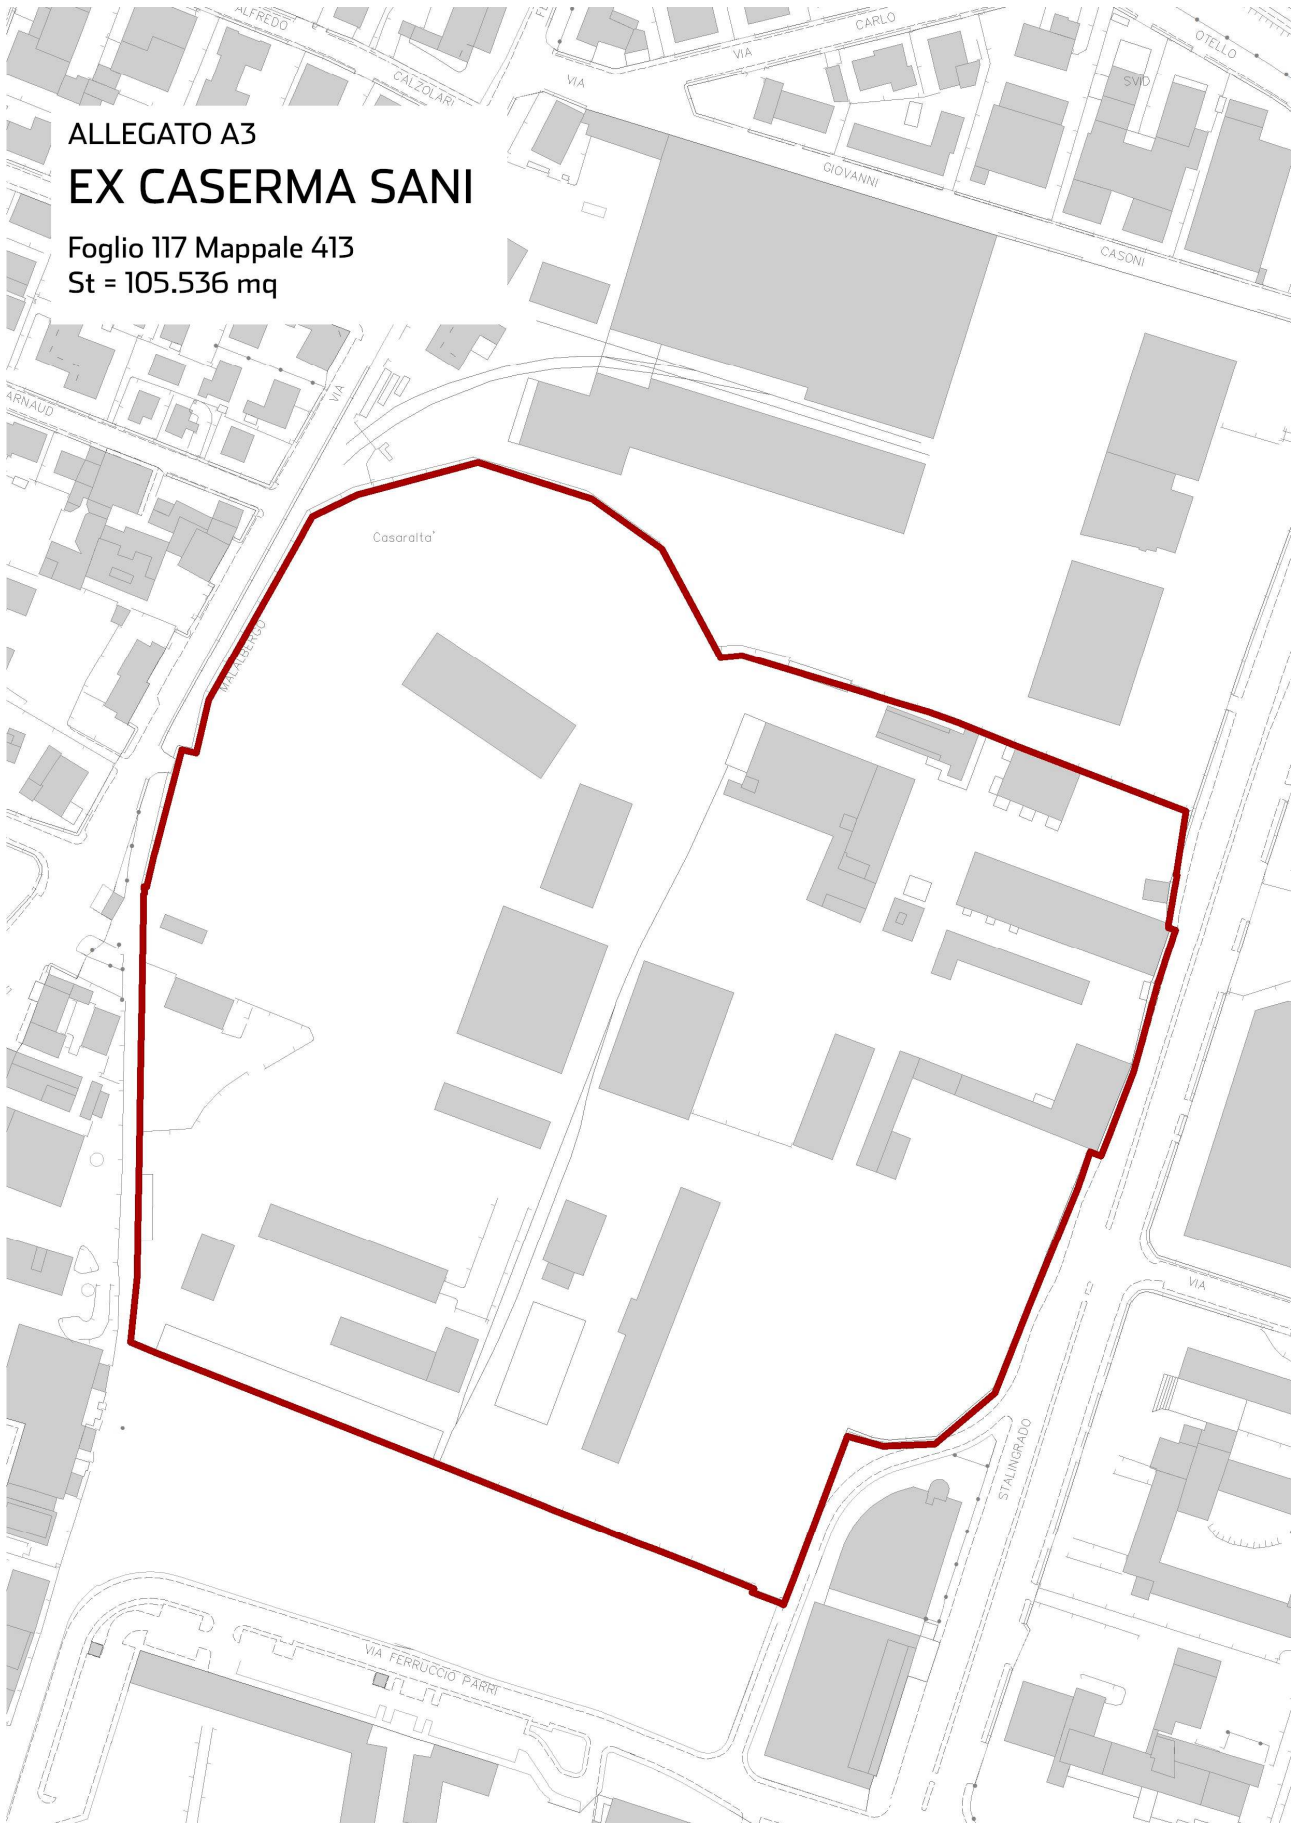 ALFREDO
CALZOLARI
VIA
VIA
CARLO
OTELLO
SVID
ALLEGATO A3
EX CASERMA SANI
Foglio 117 Mappale 413
St = 105.536 mq
GIOVANNI
CASONI
ARNAUD
VIA
Casaralta'
MALALBERGO
VIA
STALINGRADO
VIA FERRUCCIO PARRI